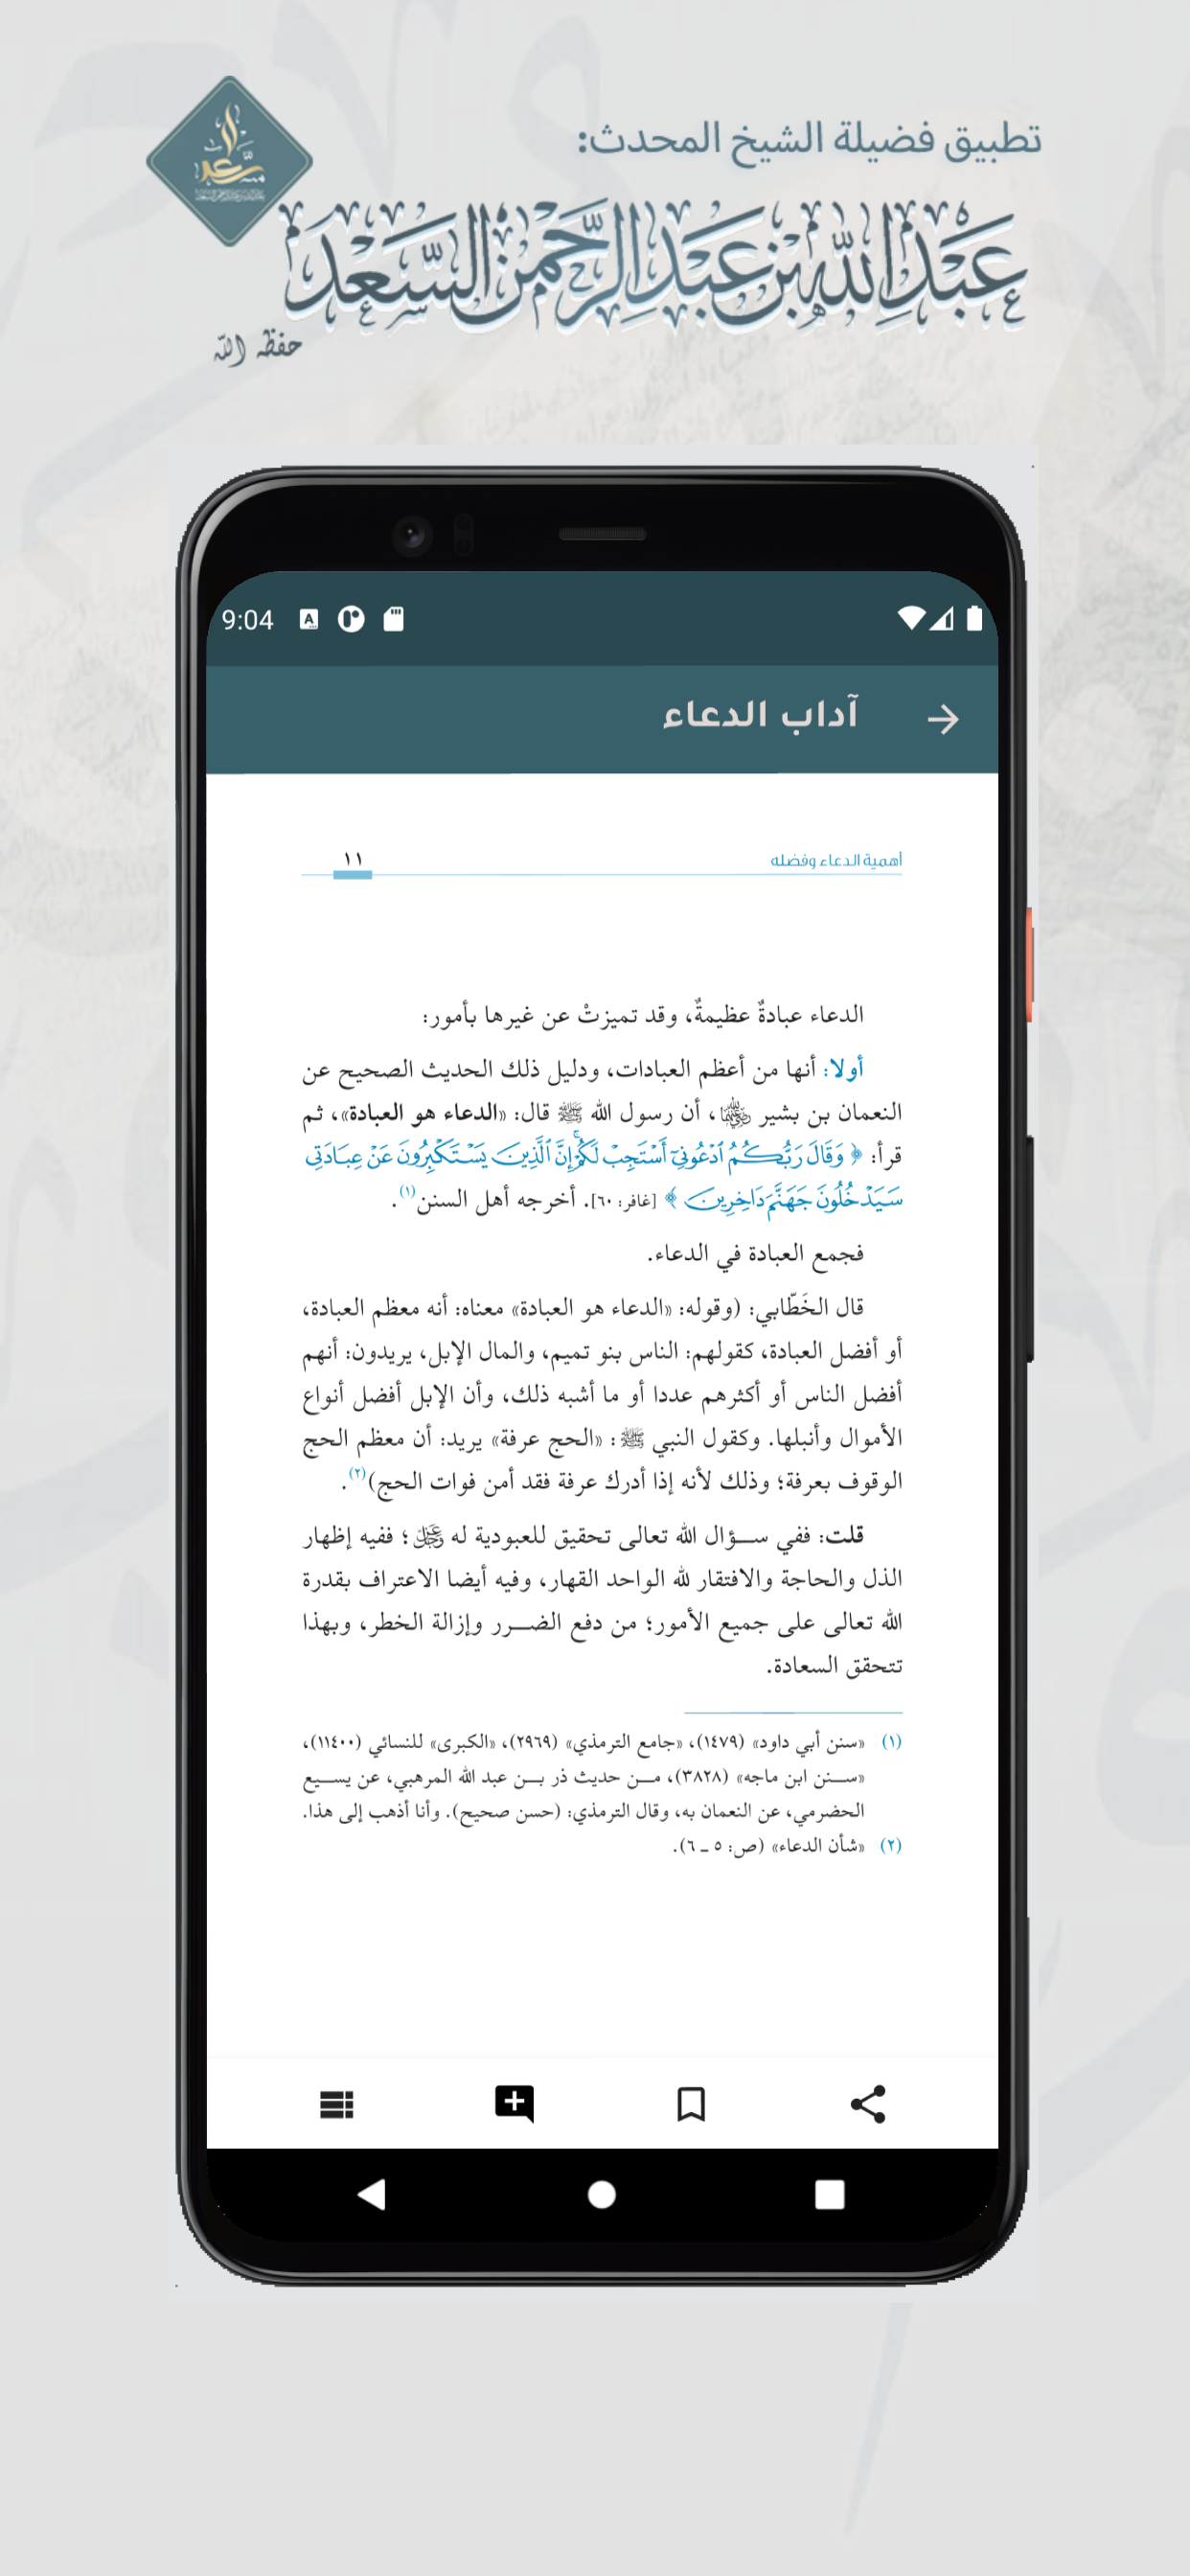 تطبيق فضيلة الشيخ المحدث:
عَبْدِ اللهِ بْنِ عَبْدِ الرَّحْمٰنِ السَّعْدِ
حفظه الله
9:04
آداب الدعاء
أهمية الدعاء وفضله
١١
الدعاء عبادةٌ عظيمةٌ، وقد تميزتْ عن غيرها بأمور:
أولا: أنها من أعظم العبادات، ودليل ذلك الحديث الصحيح عن
النعمان بن بشير رضي الله عنهما، أن رسول الله ﷺ قال: «الدعاء هو العبادة»، ثم
قرأ: ﴿وَقَالَ رَبُّكُمُ ٱدْعُونِىٓ أَسْتَجِبْ لَكُمْ ۚ إِنَّ ٱلَّذِينَ يَسْتَكْبِرُونَ عَنْ عِبَادَتِى
سَيَدْخُلُونَ جَهَنَّمَ دَاخِرِينَ﴾ [غافر: ٦٠]. أخرجه أهل السنن(١).
فجمع العبادة في الدعاء.
قال الخَطّابي: (وقوله: «الدعاء هو العبادة» معناه: أنه معظم العبادة،
أو أفضل العبادة، كقولهم: الناس بنو تميم، والمال الإبل، يريدون: أنهم
أفضل الناس أو أكثرهم عددا أو ما أشبه ذلك، وأن الإبل أفضل أنواع
الأموال وأنبلها. وكقول النبي ﷺ: «الحج عرفة» يريد: أن معظم الحج
الوقوف بعرفة؛ وذلك لأنه إذا أدرك عرفة فقد أمن فوات الحج)(٢).
قلت: ففي سؤال الله تعالى تحقيق للعبودية له عَزَّ وَجَلَّ؛ ففيه إظهار
الذل والحاجة والافتقار لله الواحد القهار، وفيه أيضا الاعتراف بقدرة
الله تعالى على جميع الأمور؛ من دفع الضرر وإزالة الخطر، وبهذا
تتحقق السعادة.
(١) «سنن أبي داود» (١٤٧٩)، «جامع الترمذي» (٢٩٦٩)، «الكبرى» للنسائي (١١٤٠٠)،
«سنن ابن ماجه» (٣٨٢٨)، من حديث ذر بن عبد الله المرهبي، عن يسيع
الحضرمي، عن النعمان به، وقال الترمذي: (حسن صحيح). وأنا أذهب إلى هذا.
(٢) «شأن الدعاء» (ص: ٥ ـ ٦).